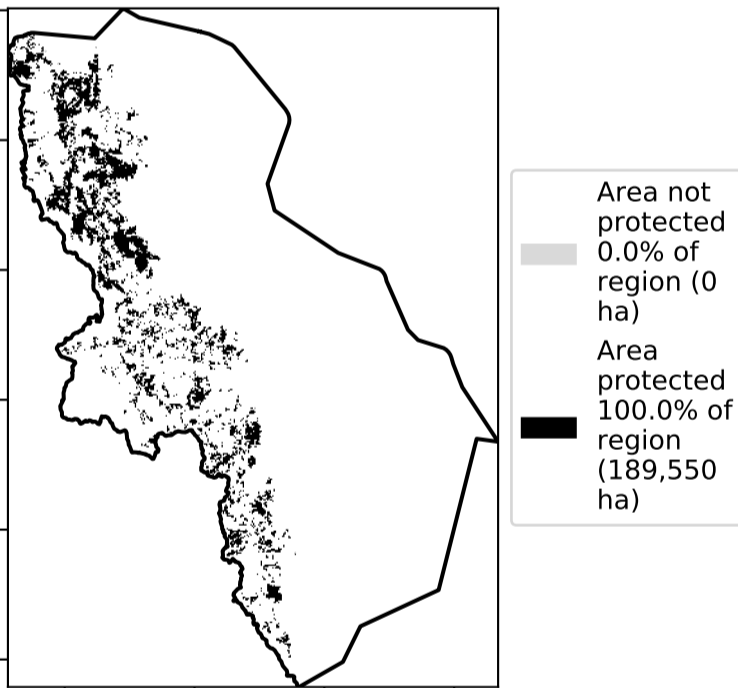 Area not
protected
0.0% of
region (0
ha)
Area
protected
100.0% of
region
(189,550
ha)